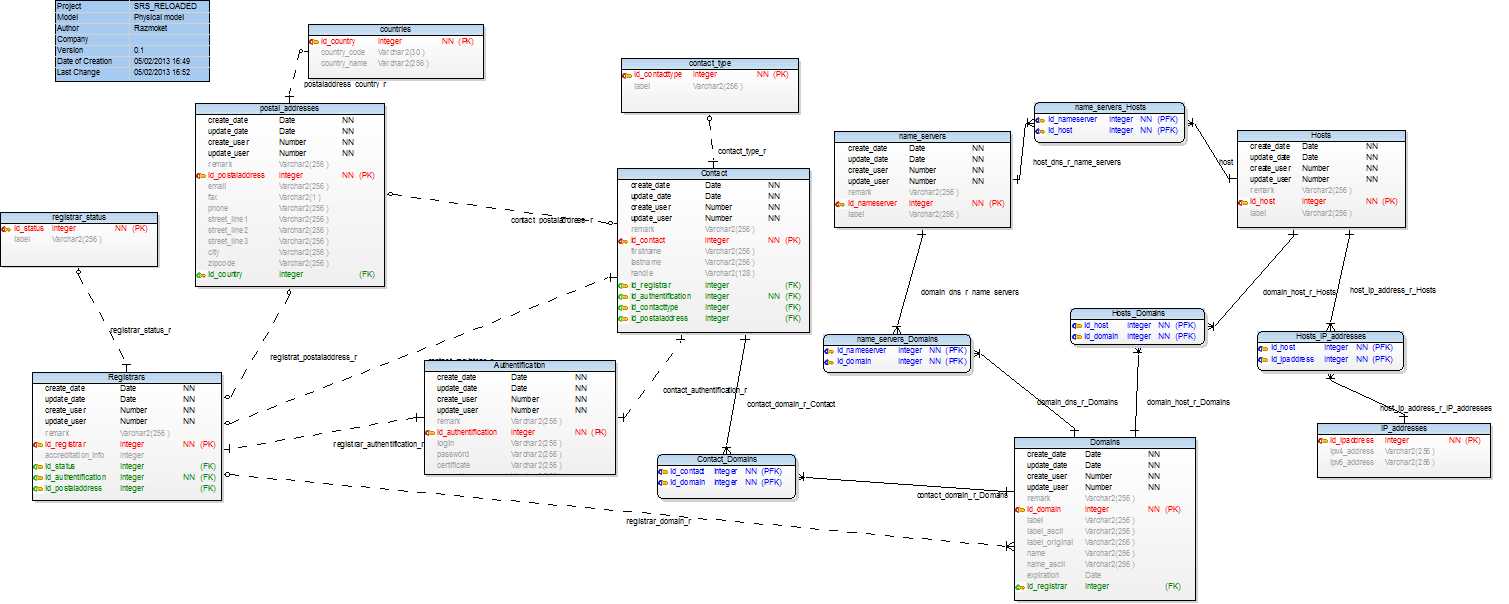 Project SRS_RELOADED
Model Physical model
Author Razmoket
Company
Version 0.1
Date of Creation 05/02/2013 16:49
Last Change 05/02/2013 16:52
countries
id_country Integer NN (PK)
country_code Varchar2(30)
country_name Varchar2(256)
postaladdress_country_r
contact_type
id_contacttype Integer NN (PK)
label Varchar2(256)
contact_type_r
postal_addresses
create_date Date NN
update_date Date NN
create_user Number NN
update_user Number NN
remark Varchar2(256)
id_postaladdress Integer NN (PK)
email Varchar2(256)
fax Varchar2(1)
phone Varchar2(256)
street_line1 Varchar2(256)
street_line2 Varchar2(256)
street_line3 Varchar2(256)
city Varchar2(256)
zipcode Varchar2(256)
id_country Integer (FK)
contact_postaladdress_r
name_servers_Hosts
id_nameserver Integer NN (PFK)
id_host Integer NN (PFK)
name_servers
create_date Date NN
update_date Date NN
create_user Number NN
update_user Number NN
remark Varchar2(256)
id_nameserver Integer NN (PK)
label Varchar2(256)
host_dns_r_name_servers
host
Hosts
create_date Date NN
update_date Date NN
create_user Number NN
update_user Number NN
remark Varchar2(256)
id_host Integer NN (PK)
label Varchar2(256)
Contact
create_date Date NN
update_date Date NN
create_user Number NN
update_user Number NN
remark Varchar2(256)
id_contact Integer NN (PK)
firstname Varchar2(256)
lastname Varchar2(256)
handle Varchar2(128)
id_registrar Integer (FK)
id_authentification Integer NN (FK)
id_contacttype Integer (FK)
id_postaladdress Integer (FK)
registrar_status
id_status Integer NN (PK)
label Varchar2(256)
registrar_status_r
registrat_postaladdress_r
domain_dns_r_name_servers
domain_host_r_Hosts
host_ip_address_r_Hosts
Hosts_Domains
id_host Integer NN (PFK)
id_domain Integer NN (PFK)
name_servers_Domains
id_nameserver Integer NN (PFK)
id_domain Integer NN (PFK)
Hosts_IP_addresses
id_host Integer NN (PFK)
id_ipaddress Integer NN (PFK)
Registrars
create_date Date NN
update_date Date NN
create_user Number NN
update_user Number NN
remark Varchar2(256)
id_registrar Integer NN (PK)
accreditation_info Integer
id_status Integer (FK)
id_authentification Integer NN (FK)
id_postaladdress Integer (FK)
Authentification
create_date Date NN
update_date Date NN
create_user Number NN
update_user Number NN
remark Varchar2(256)
id_authentification Integer NN (PK)
login Varchar2(256)
password Varchar2(256)
certificate Varchar2(256)
registrar_authentification_r
contact_authentification_r
contact_domain_r_Contact
domain_dns_r_Domains
domain_host_r_Domains
host_ip_address_r_IP_addresses
IP_addresses
id_ipaddress Integer NN (PK)
ipv4_address Varchar2(256)
ipv6_address Varchar2(256)
Contact_Domains
id_contact Integer NN (PFK)
id_domain Integer NN (PFK)
contact_domain_r_Domains
registrar_domain_r
Domains
create_date Date NN
update_date Date NN
create_user Number NN
update_user Number NN
remark Varchar2(256)
id_domain Integer NN (PK)
label Varchar2(256)
label_ascii Varchar2(256)
label_original Varchar2(256)
name Varchar2(256)
name_ascii Varchar2(256)
expiration Date
id_registrar Integer (FK)